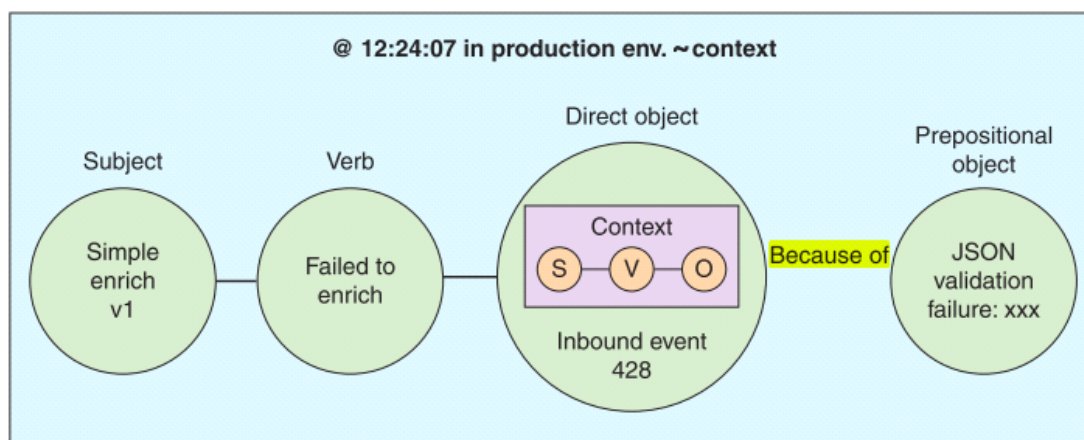 @ 12:24:07 in production env. ~context
Subject
Verb
Direct object
Prepositional
object
Simple
enrich
v1
Failed to
enrich
Context
S
V
O
Inbound event
428
Because of
JSON
validation
failure: xxx